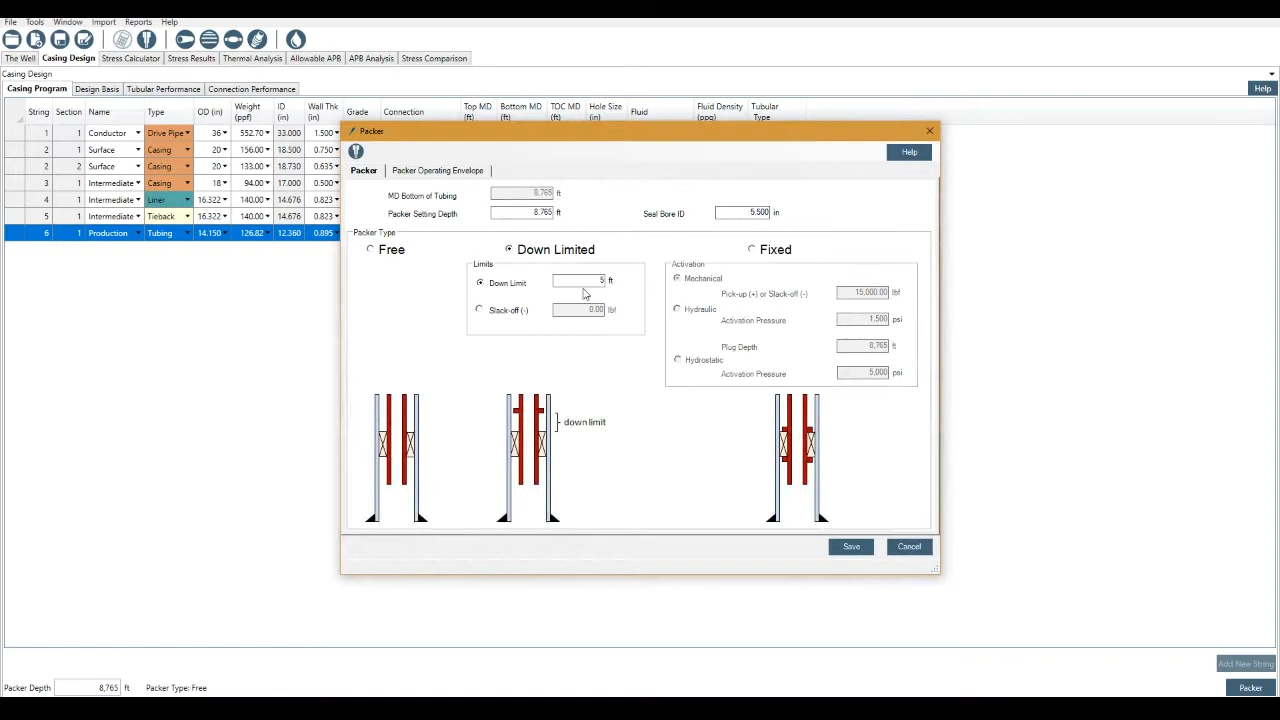 File Tools Window Import Reports Help
The Well Casing Design Stress Calculator Stress Results Thermal Analysis Allowable APB APB Analysis Stress Comparison
Casing Design
Casing Program Design Basis Tubular Performance Connection Performance Help
String Section Name Type OD (in) Weight (ppf) ID (in) Wall Thk (in) Grade Connection Top MD (ft) Bottom MD (ft) TOC MD (ft) Hole Size (in) Fluid Fluid Density (ppg) Tubular Type
1 1 Conductor Drive Pipe 36 552.70 33.000 1.500
2 1 Surface Casing 20 156.00 18.500 0.750
2 2 Surface Casing 20 133.00 18.730 0.635
3 1 Intermediate Casing 18 94.00 17.000 0.500
4 1 Intermediate Liner 16.322 140.00 14.676 0.823
5 1 Intermediate Tieback 16.322 140.00 14.676 0.823
6 1 Production Tubing 14.150 126.82 12.360 0.895
Packer
Help
Packer Packer Operating Envelope
MD Bottom of Tubing 8,765 ft
Packer Setting Depth 8,765 ft Seal Bore ID 5.500 in
Packer Type
Free Down Limited Fixed
Limits
Down Limit 5 ft
Slack-off (-) 0.00 lbf
Activation
Mechanical
Pick-up (+) or Slack-off (-) 15,000.00 lbf
Hydraulic
Activation Pressure 1,500 psi
Plug Depth 8,765 ft
Hydrostatic
Activation Pressure 5,000 psi
down limit
Save Cancel
Add New String
Packer Depth 8,765 ft Packer Type: Free Packer